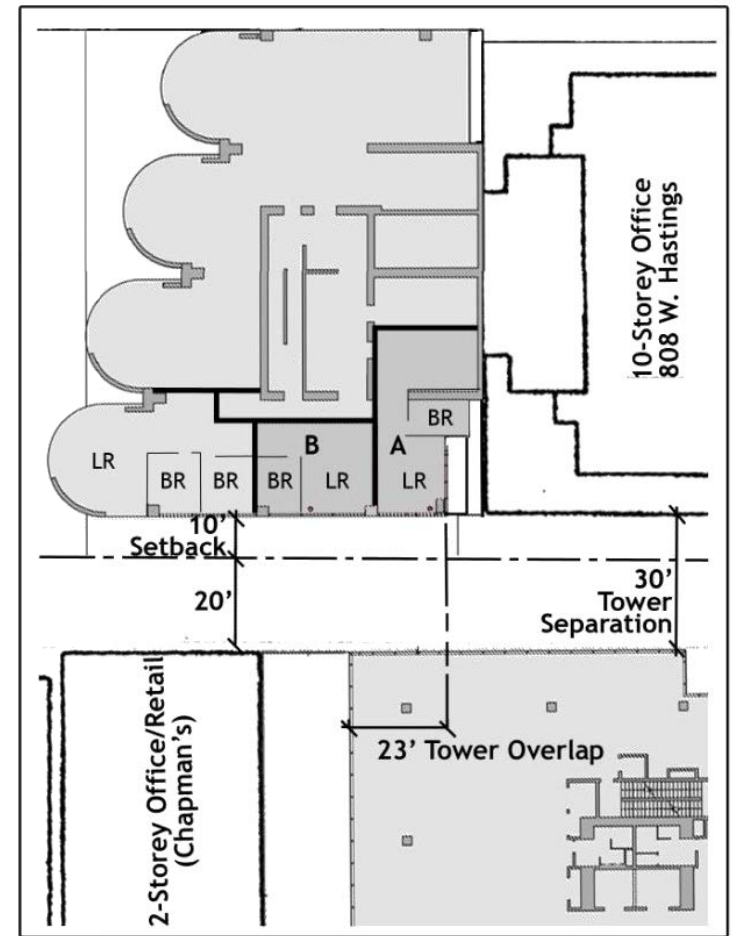 10-Storey Office
808 W. Hastings
BR
B
A
LR
BR
BR
BR
LR
LR
10'
Setback
20'
30'
Tower
Separation
23' Tower Overlap
2-Storey Office/Retail
(Chapman's)